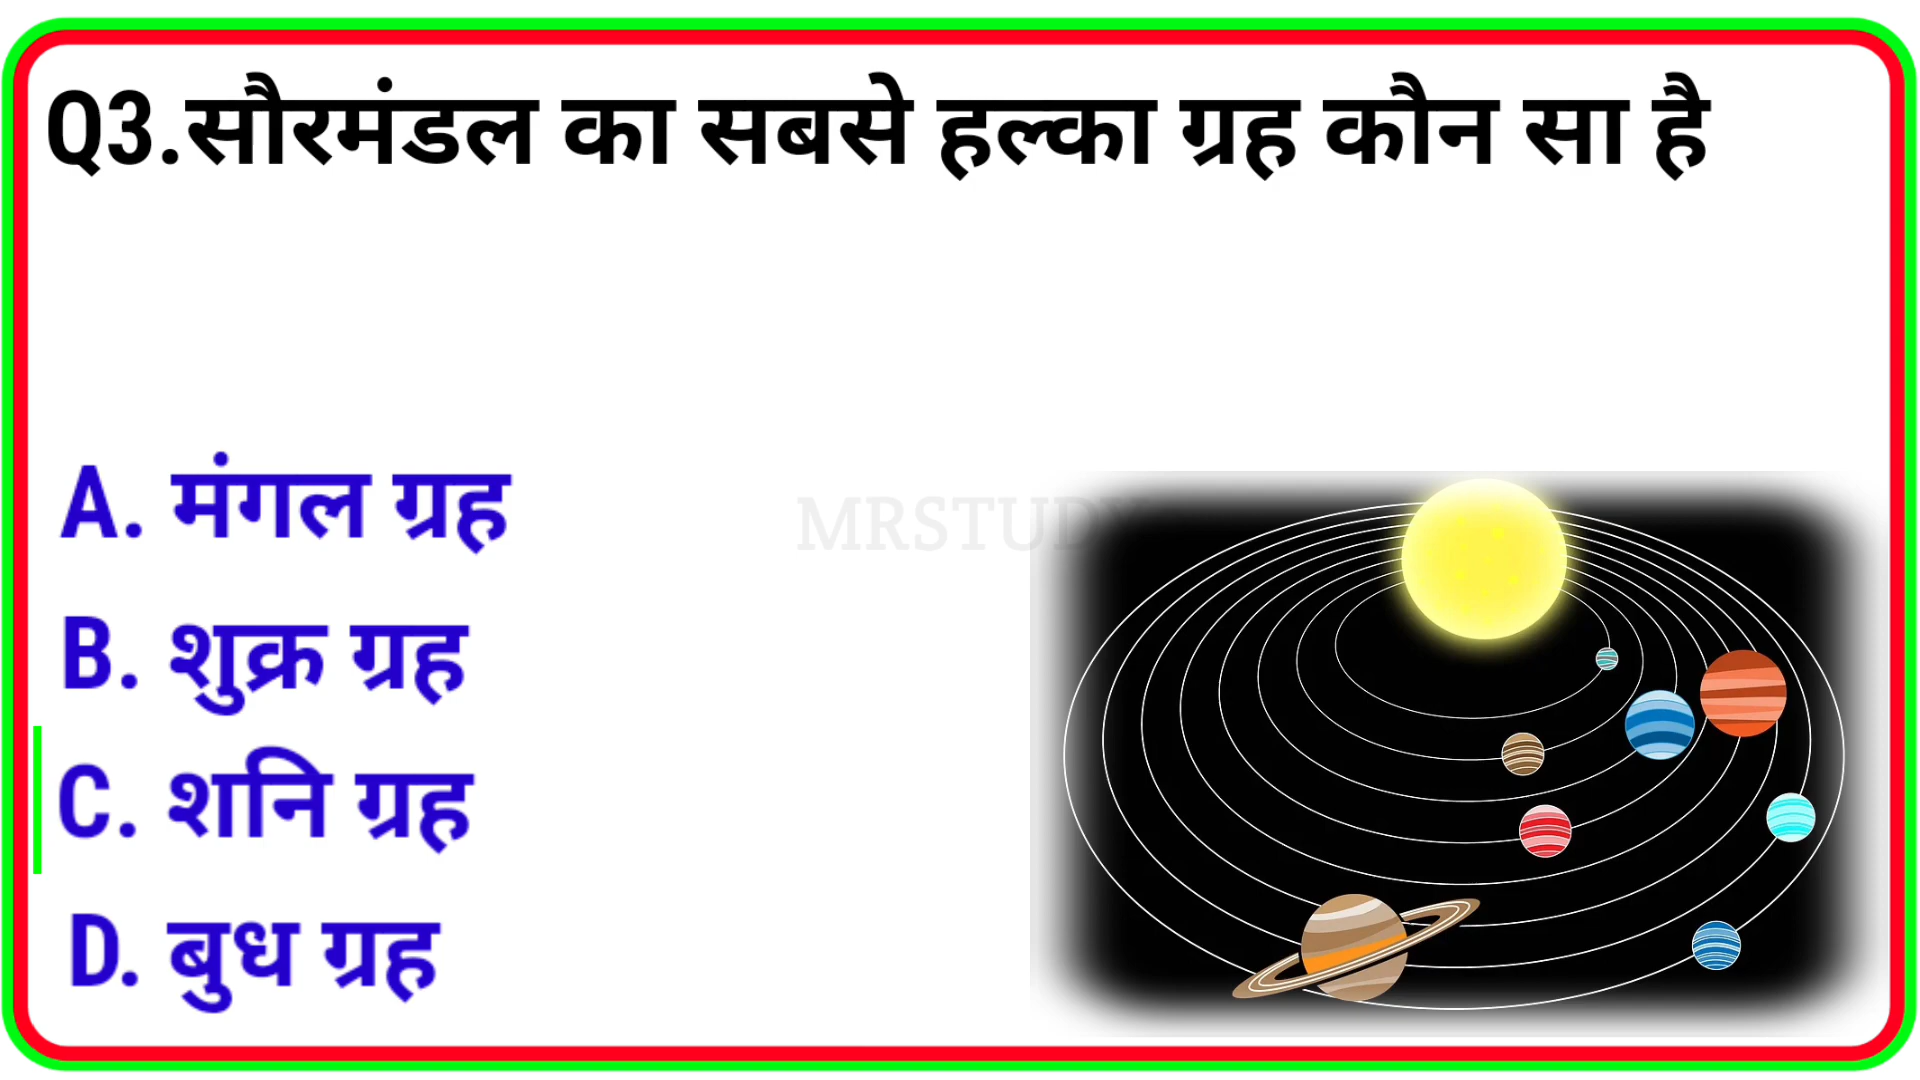 Q3.सौरमंडल का सबसे हल्का ग्रह कौन सा है
A. मंगल ग्रह
MRSTUDY
B. शुक्र ग्रह
C. शनि ग्रह
D. बुध ग्रह